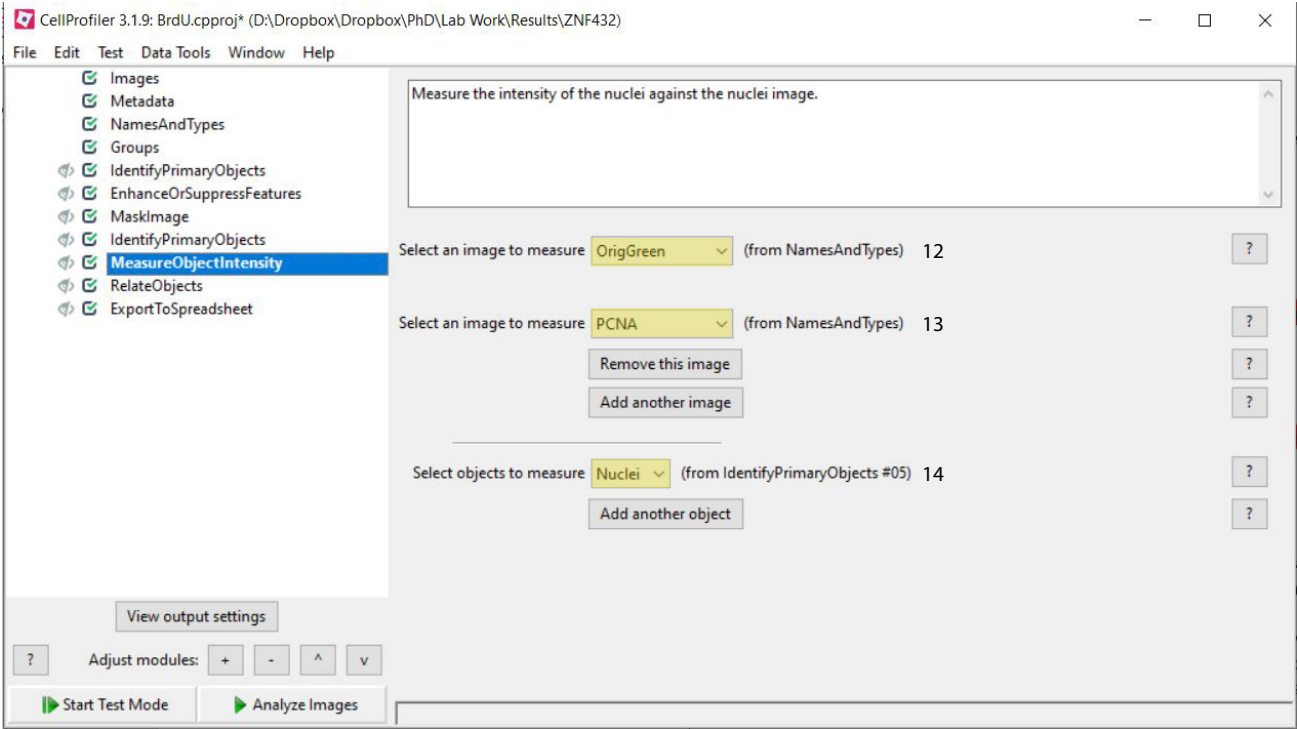 CellProfiler 3.1.9: BrdU.cpproj* (D:\Dropbox\Dropbox\PhD\Lab Work\Results\ZNF432)
File Edit Test Data Tools Window Help
Images
Metadata
NamesAndTypes
Groups
IdentifyPrimaryObjects
EnhanceOrSuppressFeatures
MaskImage
IdentifyPrimaryObjects
MeasureObjectIntensity
RelateObjects
ExportToSpreadsheet
View output settings
? Adjust modules: + - ^ v
Start Test Mode Analyze Images
Measure the intensity of the nuclei against the nuclei image.
Select an image to measure OrigGreen (from NamesAndTypes) 12 ?
Select an image to measure PCNA (from NamesAndTypes) 13 ?
Remove this image ?
Add another image ?
Select objects to measure Nuclei (from IdentifyPrimaryObjects #05) 14 ?
Add another object ?